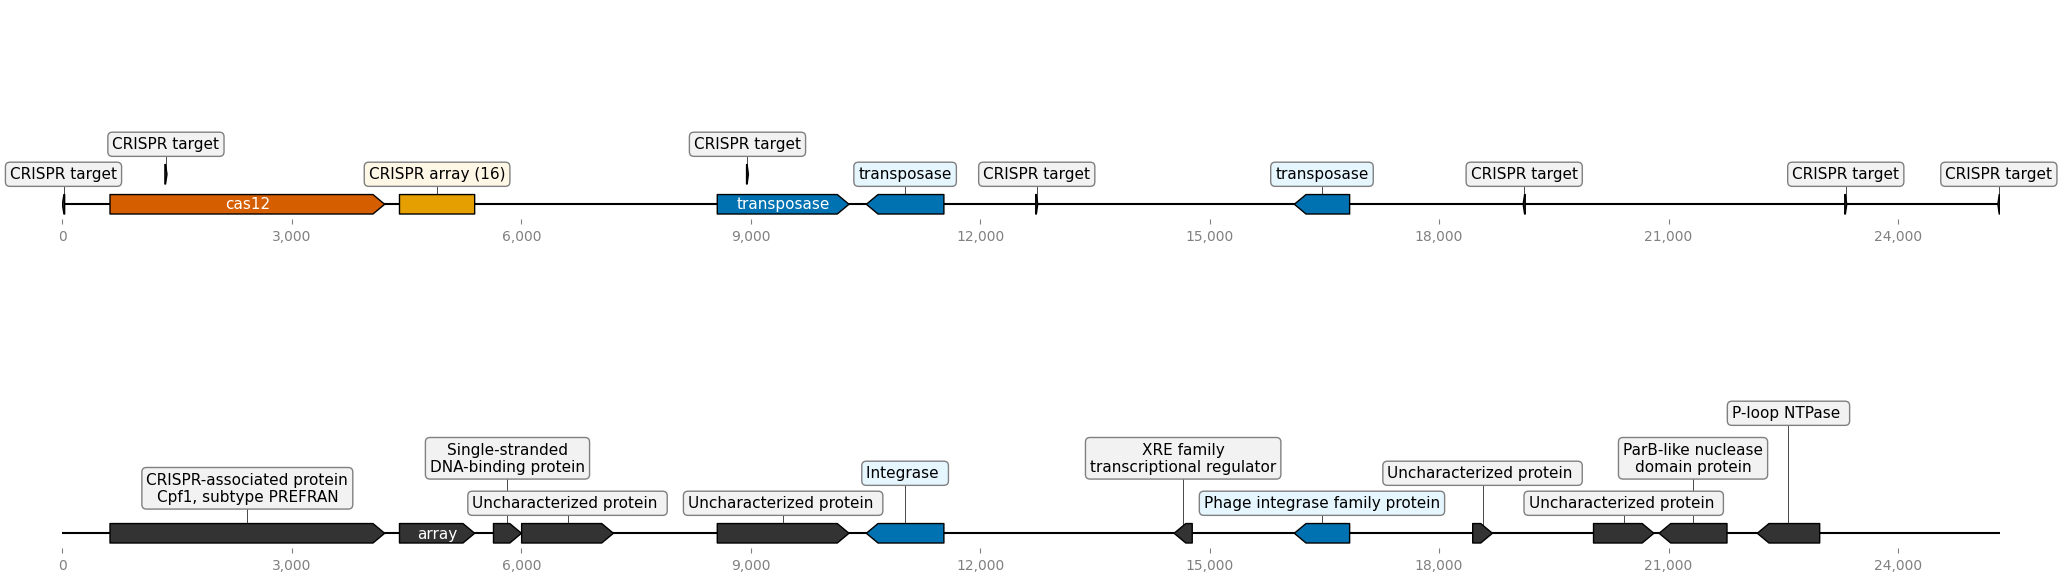 CRISPR target
CRISPR target
CRISPR target
CRISPR array (16)
transposase
CRISPR target
transposase
CRISPR target
CRISPR target
CRISPR target
cas12
transposase
0
3,000
6,000
9,000
12,000
15,000
18,000
21,000
24,000
P-loop NTPase
Single-stranded
DNA-binding protein
XRE family
transcriptional regulator
ParB-like nuclease
domain protein
CRISPR-associated protein
Cpf1, subtype PREFRAN
Integrase
Uncharacterized protein
Uncharacterized protein
Uncharacterized protein
Phage integrase family protein
Uncharacterized protein
array
0
3,000
6,000
9,000
12,000
15,000
18,000
21,000
24,000